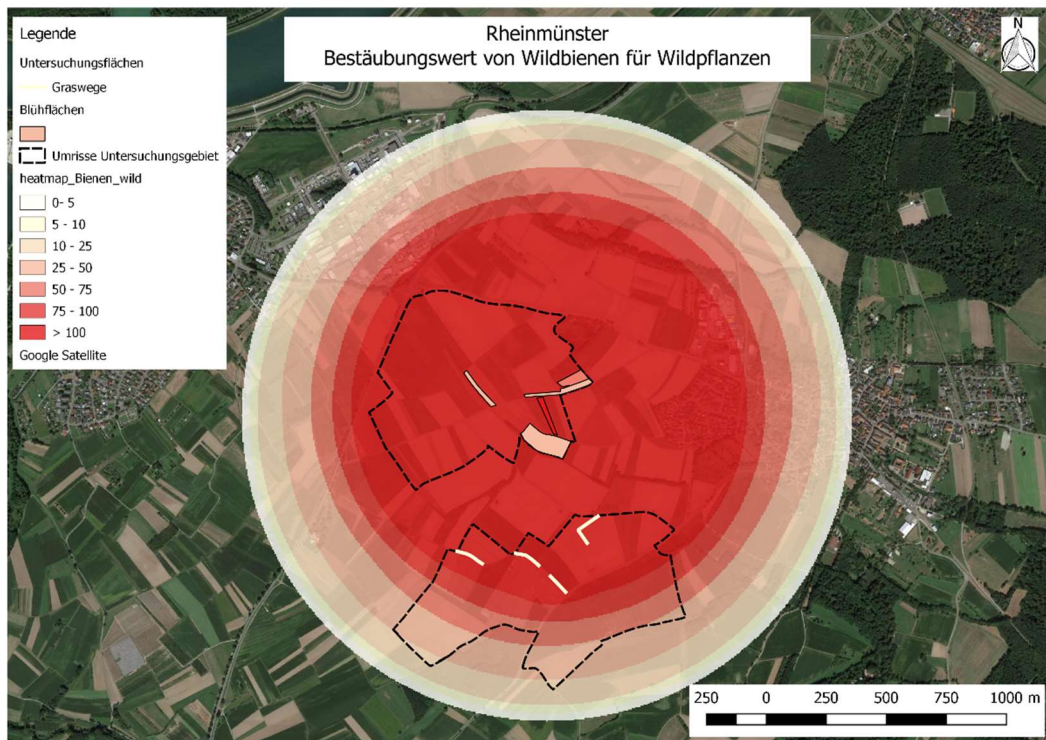 Rheinmünster
Bestäubungswert von Wildbienen für Wildpflanzen
N
Legende
Untersuchungsflächen
Graswege
Blühflächen
Umrisse Untersuchungsgebiet
heatmap_Bienen_wild
0- 5
5 - 10
10 - 25
25 - 50
50 - 75
75 - 100
> 100
Google Satellite
250 0 250 500 750 1000 m